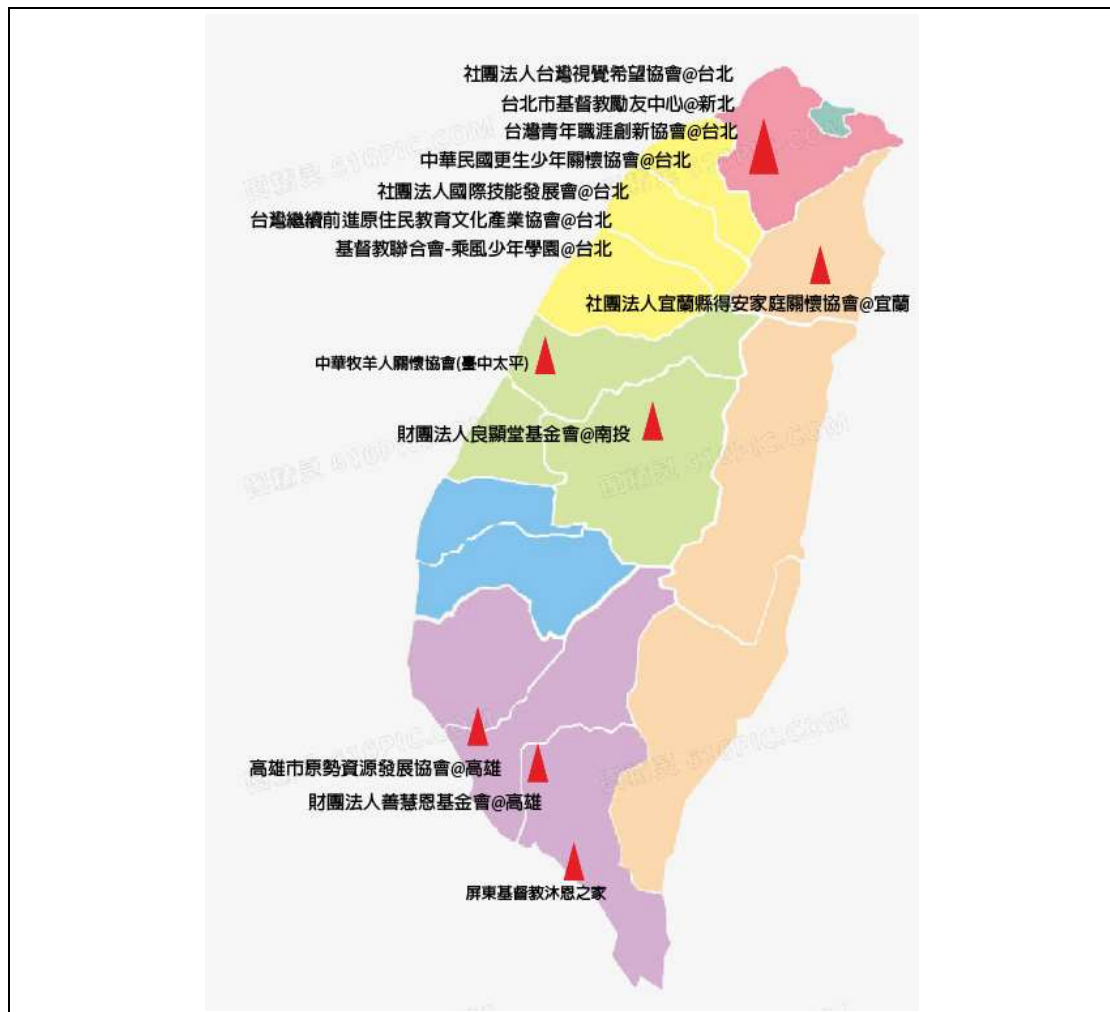 社團法人台灣視覺希望協會@台北
台北市基督教勵友中心@新北
台灣青年職涯創新協會@台北
中華民國更生少年關懷協會@台北
社團法人國際技能發展會@台北
台灣繼續前進原住民教育文化產業協會@台北
基督教聯合會-乘風少年學園@台北
社團法人宜蘭縣得安家庭關懷協會@宜蘭
中華牧羊人關懷協會(臺中太平)
財團法人良顯堂基金會@南投
高雄市原勢資源發展協會@高雄
財團法人善慧恩基金會@高雄
屏東基督教沐恩之家